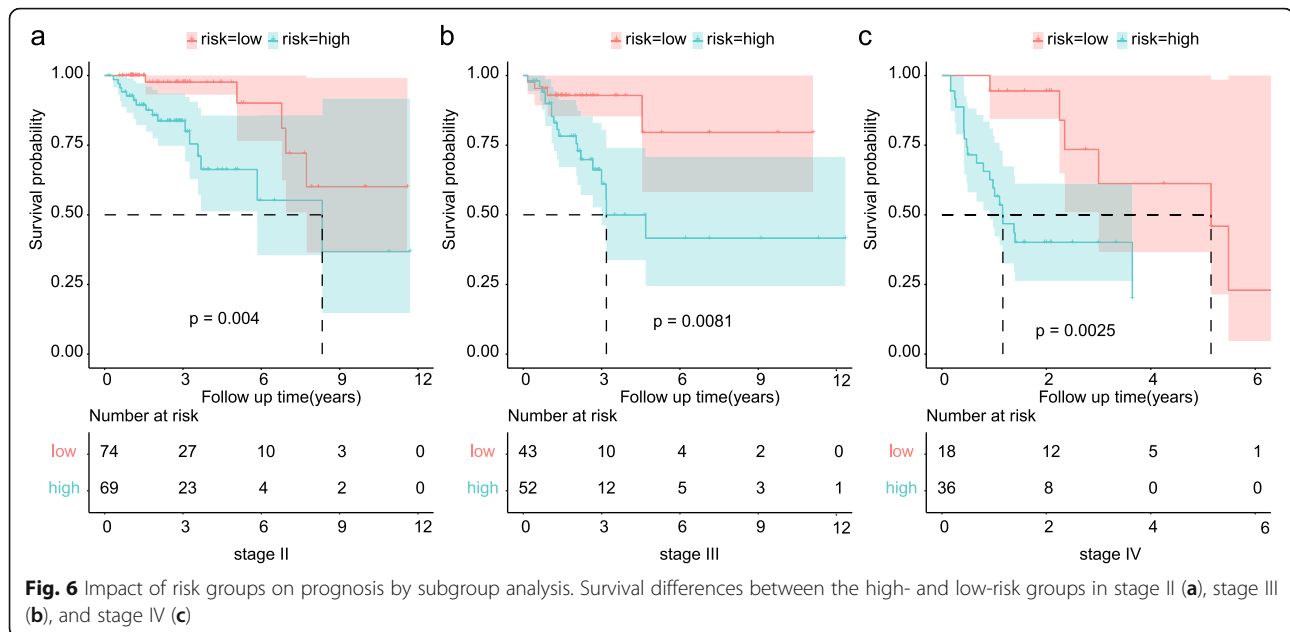 a
risk=low risk=high
1.00
0.75
0.50
0.25
0.00
Survival probability
p = 0.004
0 3 6 9 12
Follow up time(years)
Number at risk
low 74 27 10 3 0
high 69 23 4 2 0
0 3 6 9 12
stage II
b
risk=low risk=high
1.00
0.75
0.50
0.25
0.00
Survival probability
p = 0.0081
0 3 6 9 12
Follow up time(years)
Number at risk
low 43 10 4 2 0
high 52 12 5 3 1
0 3 6 9 12
stage III
c
risk=low risk=high
1.00
0.75
0.50
0.25
0.00
Survival probability
p = 0.0025
0 2 4 6
Follow up time(years)
Number at risk
low 18 12 5 1
high 36 8 0 0
0 2 4 6
stage IV
Fig. 6 Impact of risk groups on prognosis by subgroup analysis. Survival differences between the high- and low-risk groups in stage II (a), stage III
(b), and stage IV (c)